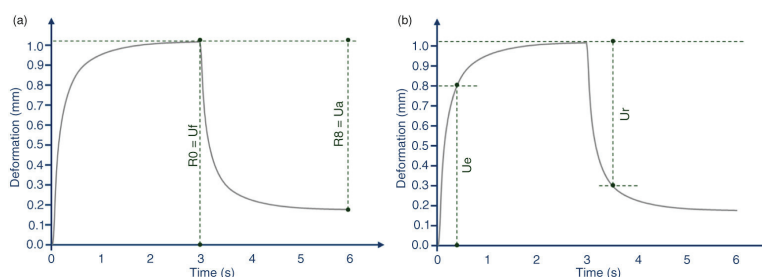 (a)
Deformation (mm)
1.0
0.9
0.8
0.7
0.6
0.5
0.4
0.3
0.2
0.1
0.0
R0 = Uf
R8 = Ua
0 1 2 3 4 5 6
Time (s)
(b)
Deformation (mm)
1.0
0.9
0.8
0.7
0.6
0.5
0.4
0.3
0.2
0.1
0.0
Ue
Ur
0 1 2 3 4 5 6
Time (s)